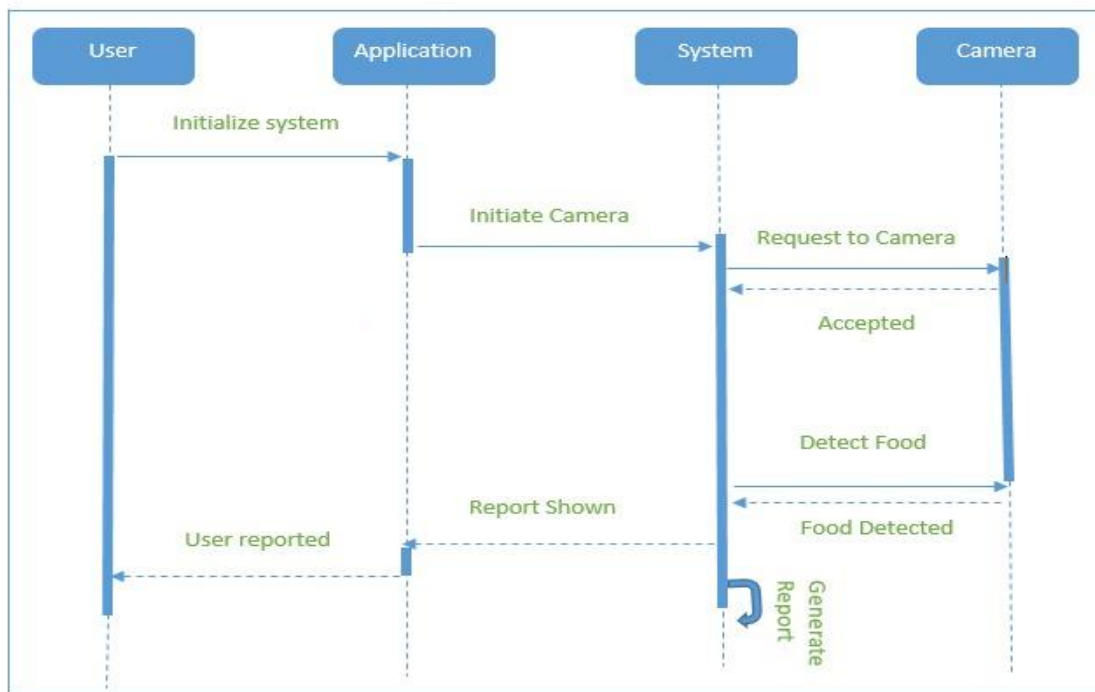 User
Application
System
Camera
Initialize system
Initiate Camera
Request to Camera
Accepted
Detect Food
Report Shown
Food Detected
User reported
Generate
Report